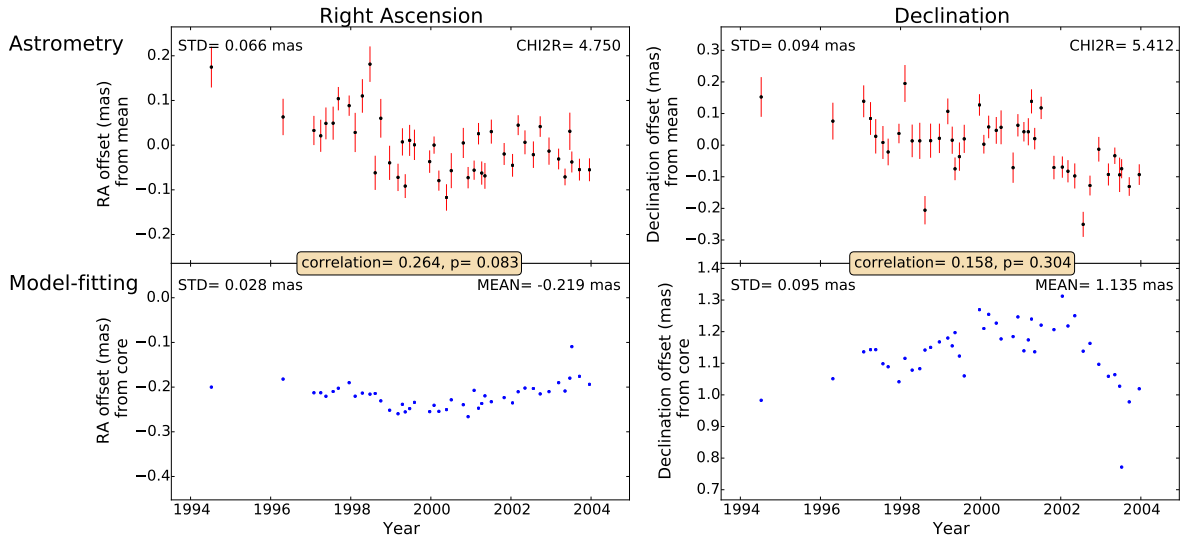 Right Ascension
Declination
Astrometry
STD= 0.066 mas
CHI2R= 4.750
STD= 0.094 mas
CHI2R= 5.412
RA offset (mas)
from mean
0.2
0.1
0.0
−0.1
−0.2
Declination offset (mas)
from mean
0.3
0.2
0.1
0.0
−0.1
−0.2
−0.3
correlation= 0.264, p= 0.083
correlation= 0.158, p= 0.304
Model-fitting
STD= 0.028 mas
MEAN= -0.219 mas
STD= 0.095 mas
MEAN= 1.135 mas
RA offset (mas)
from core
0.0
−0.1
−0.2
−0.3
−0.4
Declination offset (mas)
from core
1.4
1.3
1.2
1.1
1.0
0.9
0.8
0.7
1994 1996 1998 2000 2002 2004
Year
1994 1996 1998 2000 2002 2004
Year